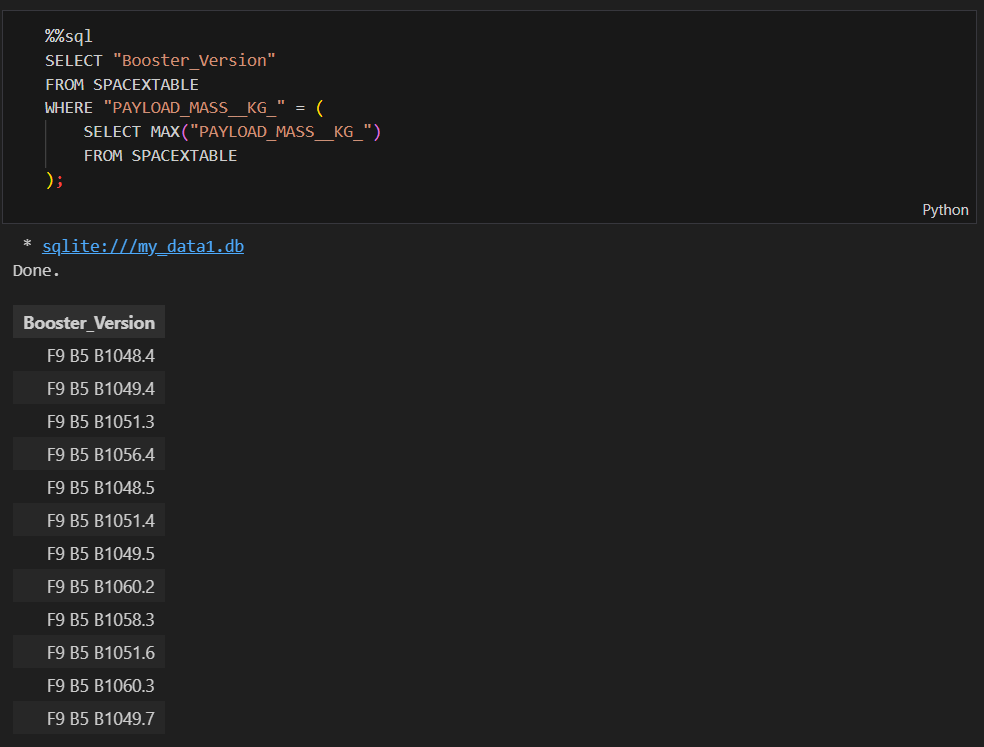 %%sql
SELECT "Booster_Version"
FROM SPACEXTABLE
WHERE "PAYLOAD_MASS__KG_" = (
    SELECT MAX("PAYLOAD_MASS__KG_")
    FROM SPACEXTABLE
);
Python
* sqlite:///my_data1.db
Done.
Booster_Version
F9 B5 B1048.4
F9 B5 B1049.4
F9 B5 B1051.3
F9 B5 B1056.4
F9 B5 B1048.5
F9 B5 B1051.4
F9 B5 B1049.5
F9 B5 B1060.2
F9 B5 B1058.3
F9 B5 B1051.6
F9 B5 B1060.3
F9 B5 B1049.7